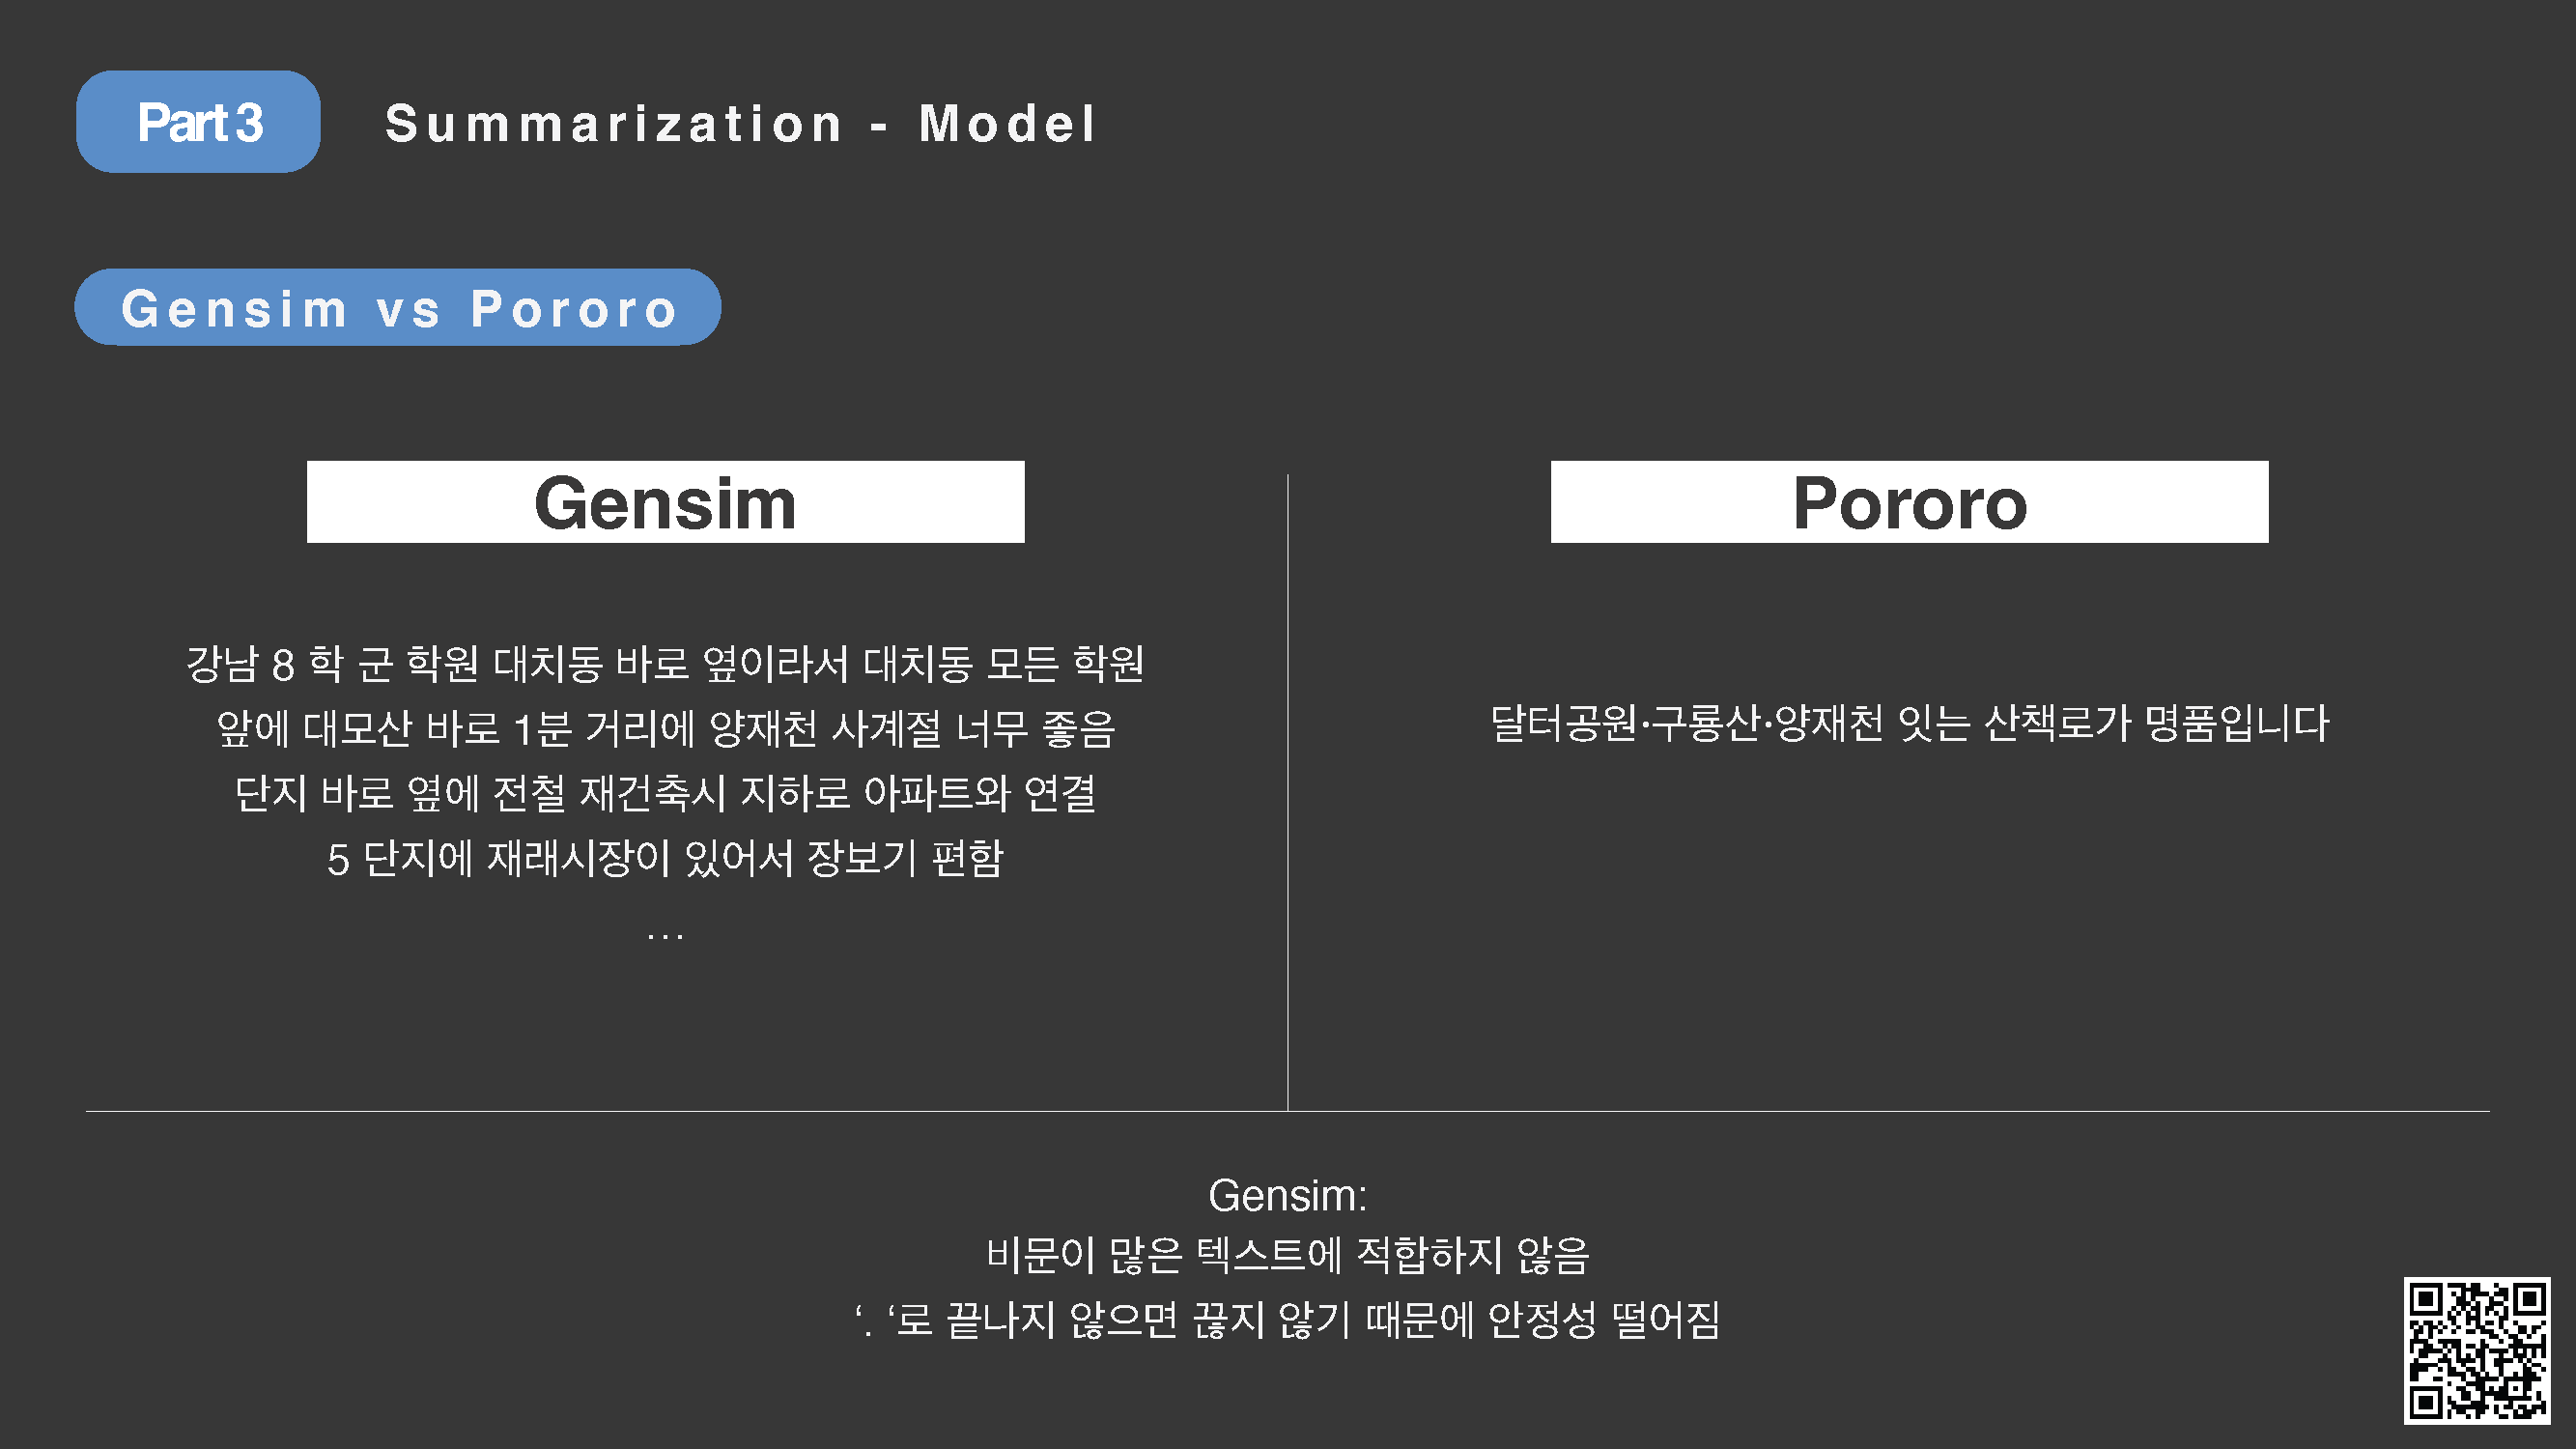 Part 3
Summarization - Model
Gensim vs Pororo
Gensim
강남 8 학 군 학원 대치동 바로 옆이라서 대치동 모든 학원
앞에 대모산 바로 1분 거리에 양재천 사계절 너무 좋음
단지 바로 옆에 전철 재건축시 지하로 아파트와 연결
5 단지에 재래시장이 있어서 장보기 편함
…
Pororo
달터공원·구룡산·양재천 잇는 산책로가 명품입니다
Gensim:
비문이 많은 텍스트에 적합하지 않음
‘. ‘로 끝나지 않으면 끊지 않기 때문에 안정성 떨어짐